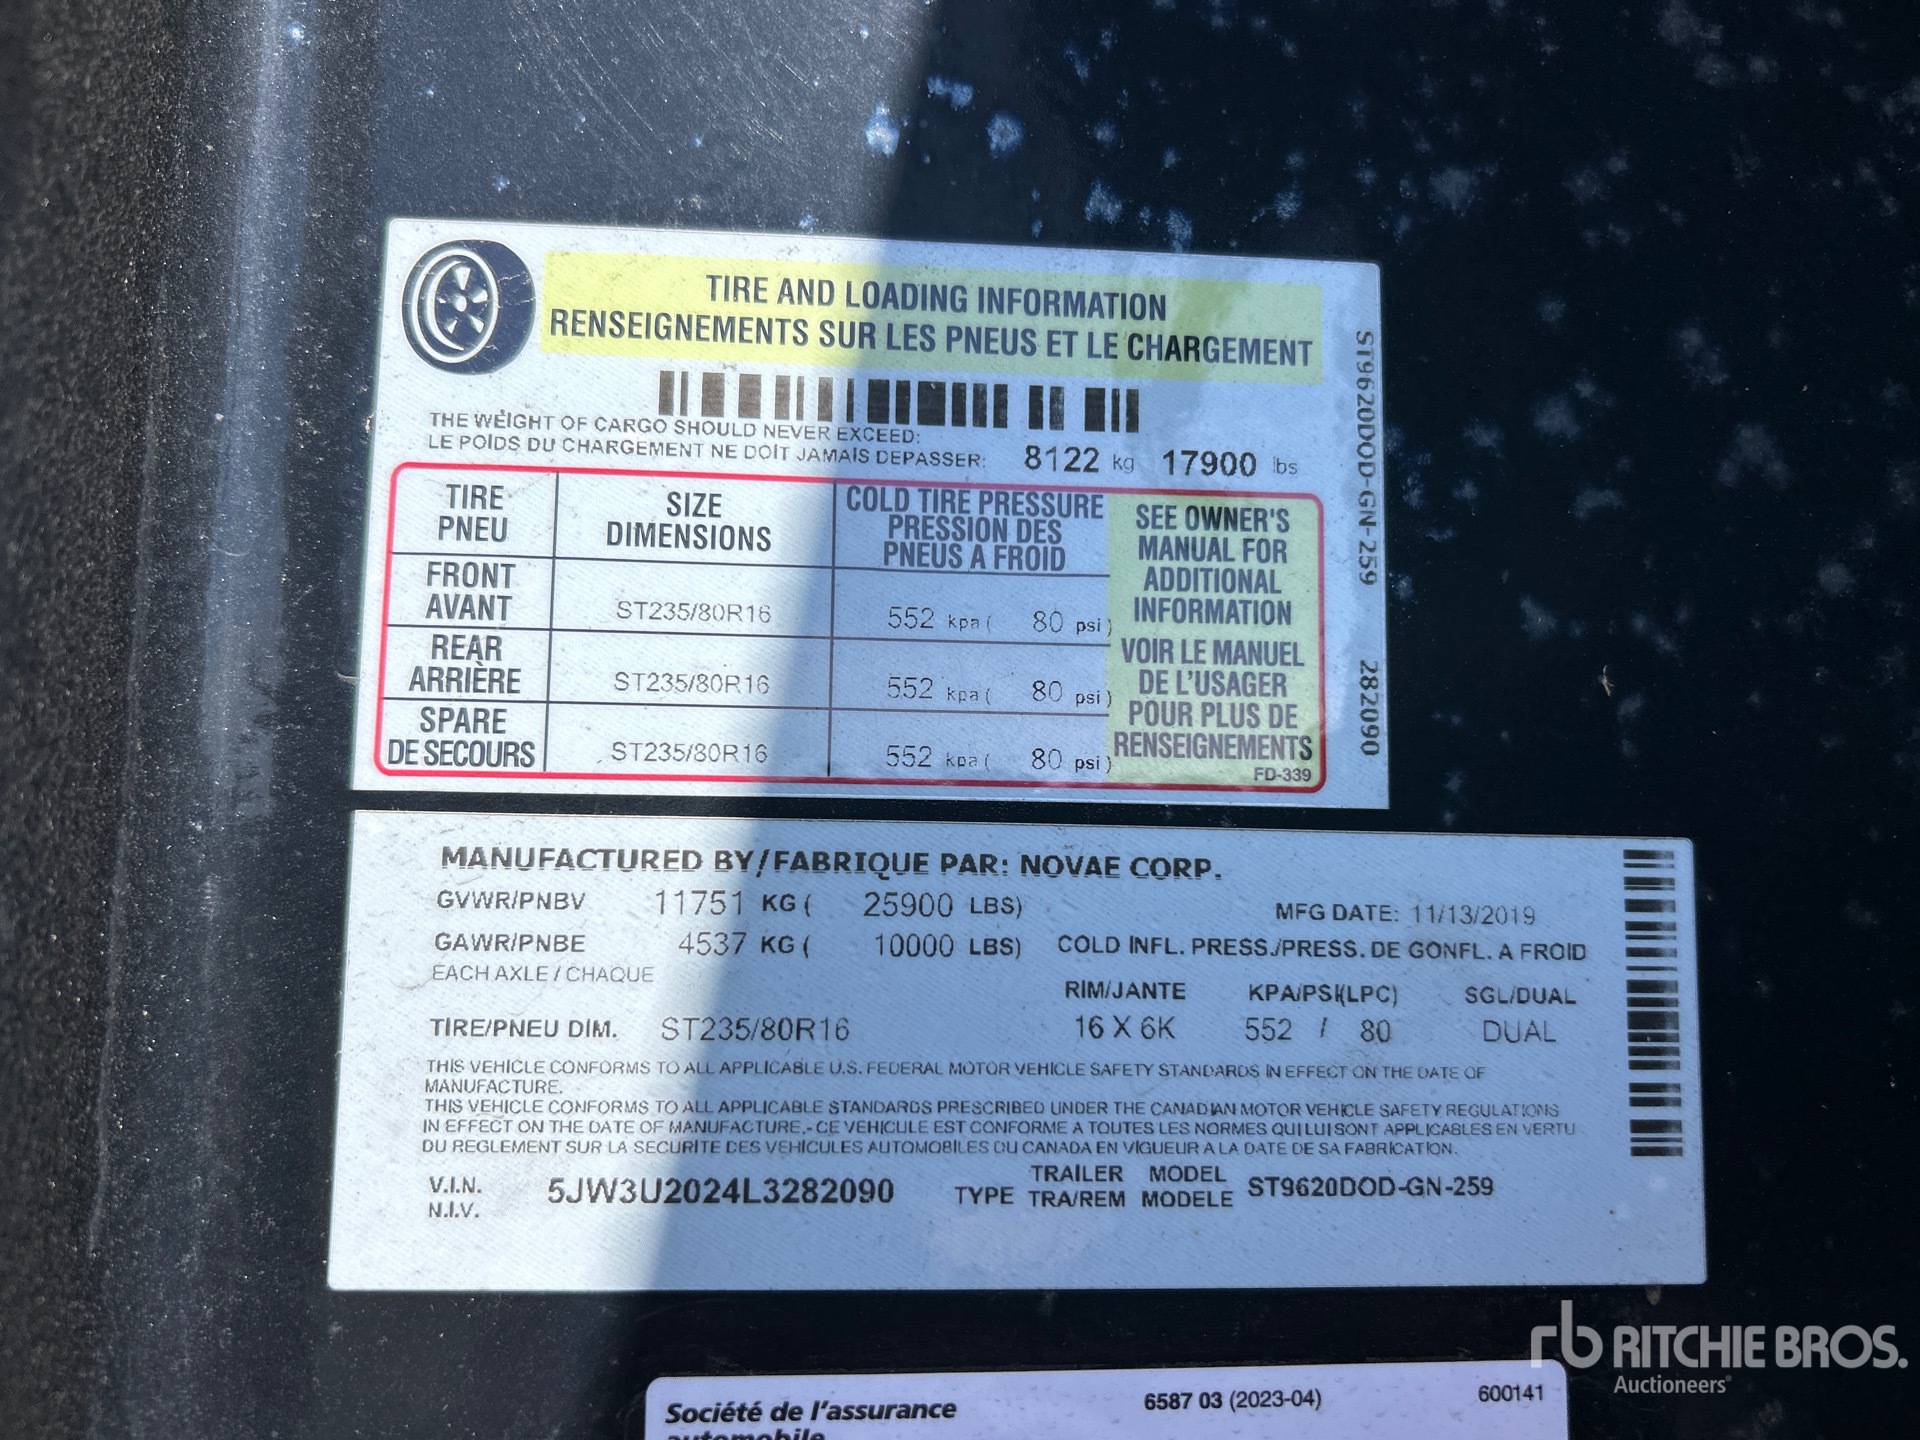 TIRE AND LOADING INFORMATION
RENSEIGNEMENTS SUR LES PNEUS ET LE CHARGEMENT
THE WEIGHT OF CARGO SHOULD NEVER EXCEED:
LE POIDS DU CHARGEMENT NE DOIT JAMAIS DEPASSER: 8122 kg 17900 lbs
TIRE
PNEU
SIZE
DIMENSIONS
COLD TIRE PRESSURE
PRESSION DES
PNEUS A FROID
FRONT
AVANT
ST235/80R16
552 kpa ( 80 psi )
REAR
ARRIÈRE
ST235/80R16
552 kpa ( 80 psi )
SPARE
DE SECOURS
ST235/80R16
552 kpa ( 80 psi )
SEE OWNER'S
MANUAL FOR
ADDITIONAL
INFORMATION
VOIR LE MANUEL
DE L'USAGER
POUR PLUS DE
RENSEIGNEMENTS
FD-339
ST9620DOD-GN-259 282090
MANUFACTURED BY/FABRIQUE PAR: NOVAE CORP.
GVWR/PNBV 11751 KG ( 25900 LBS)
MFG DATE: 11/13/2019
GAWR/PNBE 4537 KG ( 10000 LBS) COLD INFL. PRESS./PRESS. DE GONFL. A FROID
EACH AXLE / CHAQUE
RIM/JANTE KPA/PSI(LPC) SGL/DUAL
TIRE/PNEU DIM. ST235/80R16 16 X 6K 552 / 80 DUAL
THIS VEHICLE CONFORMS TO ALL APPLICABLE U.S. FEDERAL MOTOR VEHICLE SAFETY STANDARDS IN EFFECT ON THE DATE OF
MANUFACTURE.
THIS VEHICLE CONFORMS TO ALL APPLICABLE STANDARDS PRESCRIBED UNDER THE CANADIAN MOTOR VEHICLE SAFETY REGULATIONS
IN EFFECT ON THE DATE OF MANUFACTURE.- CE VEHICULE EST CONFORME A TOUTES LES NORMES QUI LUI SONT APPLICABLES EN VERTU
DU REGLEMENT SUR LA SECURITE DES VEHICULES AUTOMOBILES DU CANADA EN VIGUEUR A LA DATE DE SA FABRICATION.
V.I.N.
N.I.V.
5JW3U2024L3282090
TYPE
TRAILER
TRA/REM
MODEL
MODELE
ST9620DOD-GN-259
Société de l'assurance
automobile
6587 03 (2023-04)
600141
rb RITCHIE BROS.
Auctioneers